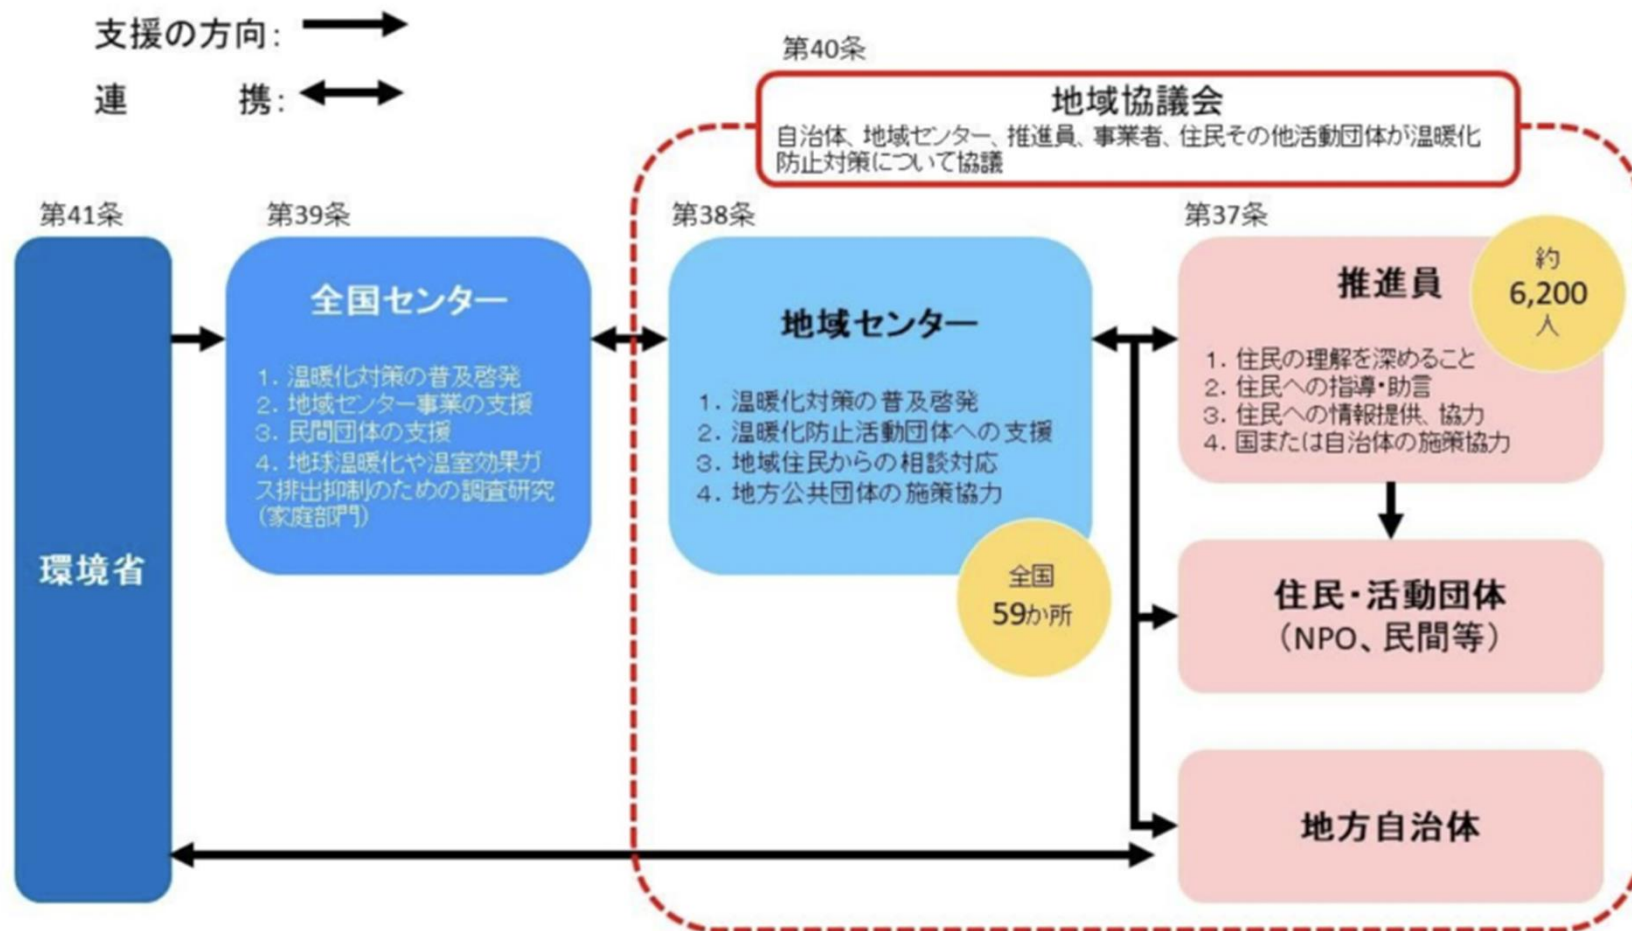 支援の方向：
連　　　携：
第40条
地域協議会
自治体、地域センター、推進員、事業者、住民その他活動団体が温暖化
防止対策について協議
第41条
環境省
第39条
全国センター
1. 温暖化対策の普及啓発
2. 地域センター事業の支援
3. 民間団体の支援
4. 地球温暖化や温室効果ガ
ス排出抑制のための調査研究
(家庭部門)
第38条
地域センター
1. 温暖化対策の普及啓発
2. 温暖化防止活動団体への支援
3. 地域住民からの相談対応
4. 地方公共団体の施策協力
全国
59か所
第37条
推進員
約
6,200
人
1. 住民の理解を深めること
2. 住民への指導・助言
3. 住民への情報提供、協力
4. 国または自治体の施策協力
住民・活動団体
（NPO、民間等）
地方自治体